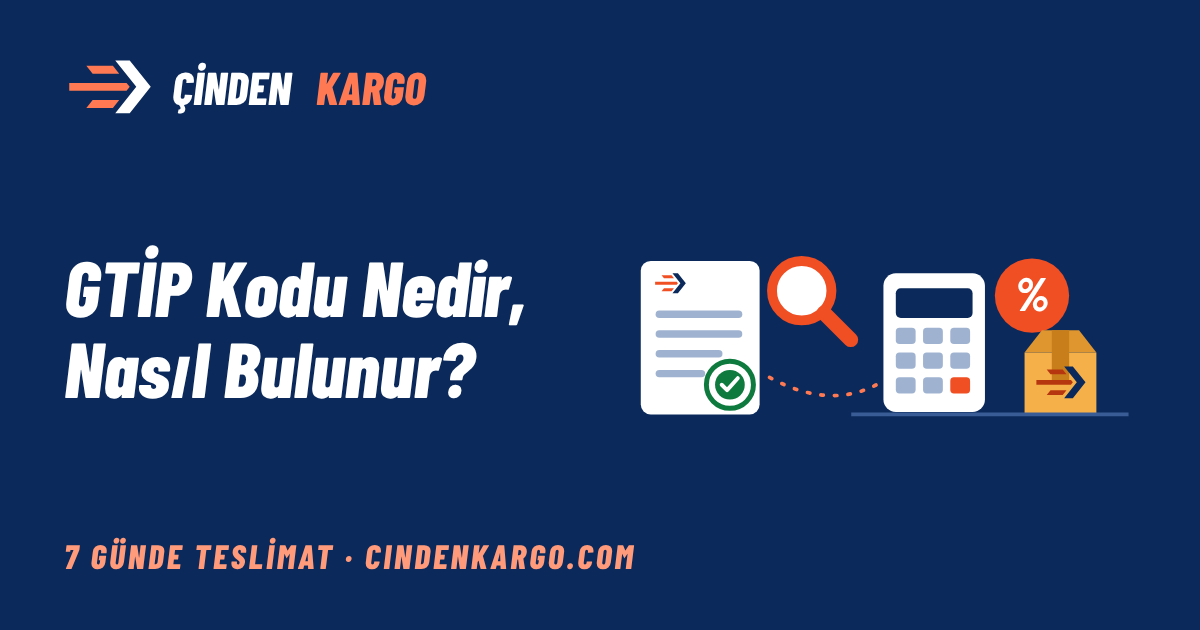 ÇİNDEN KARGO
GTİP Kodu Nedir,
Nasıl Bulunur?
%
7 GÜNDE TESLİMAT · CINDENKARGO.COM